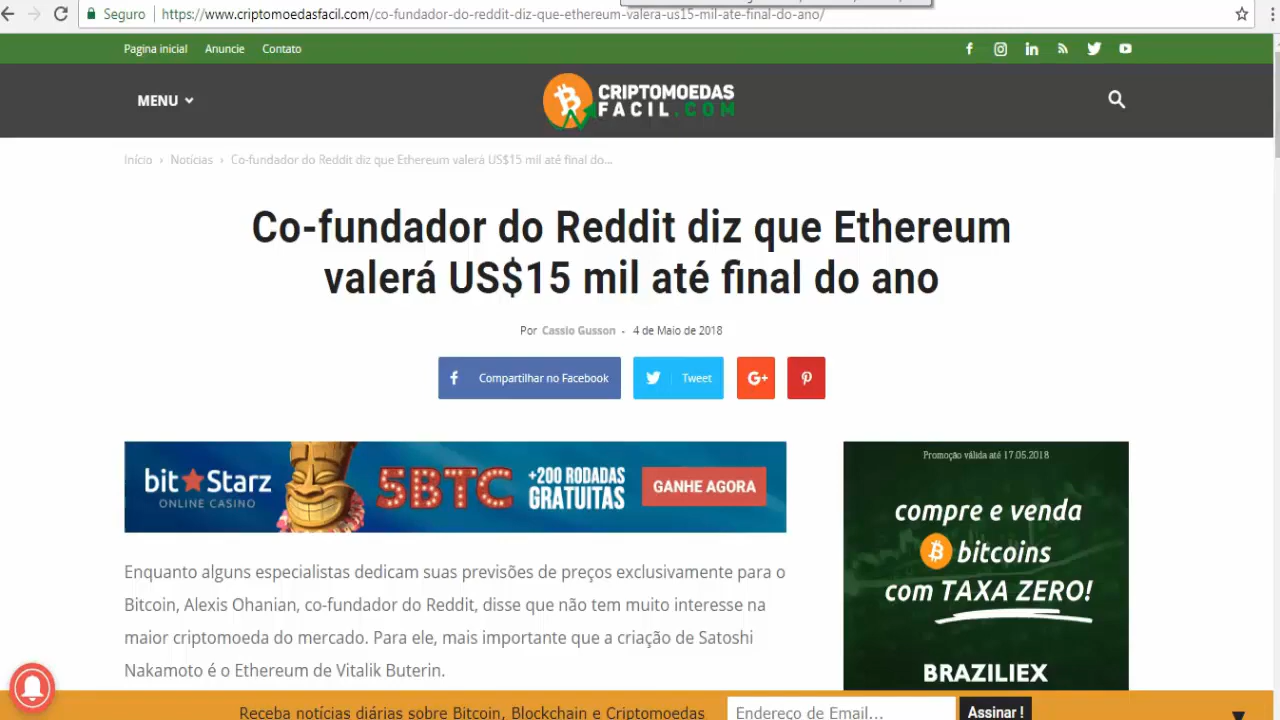 Seguro
https://www.criptomoedasfacil.com/co-fundador-do-reddit-diz-que-ethereum-valera-us15-mil-ate-final-do-ano/
Pagina inicial Anuncie Contato
MENU
CRIPTOMOEDAS
FACIL.COM
Início › Notícias › Co-fundador do Reddit diz que Ethereum valerá US$15 mil até final do...
Co-fundador do Reddit diz que Ethereum
valerá US$15 mil até final do ano
Por Cassio Gusson - 4 de Maio de 2018
Compartilhar no Facebook
Tweet
G+
bitStarz
ONLINE CASINO
5BTC
+200 RODADAS
GRATUITAS
GANHE AGORA
Enquanto alguns especialistas dedicam suas previsões de preços exclusivamente para o
Bitcoin, Alexis Ohanian, co-fundador do Reddit, disse que não tem muito interesse na
maior criptomoeda do mercado. Para ele, mais importante que a criação de Satoshi
Nakamoto é o Ethereum de Vitalik Buterin.
Promoção válida até 17.05.2018
compre e venda
bitcoins
com TAXA ZERO!
BRAZILIEX
Receba notícias diárias sobre Bitcoin, Blockchain e Criptomoedas
Endereço de Email...
Assinar !